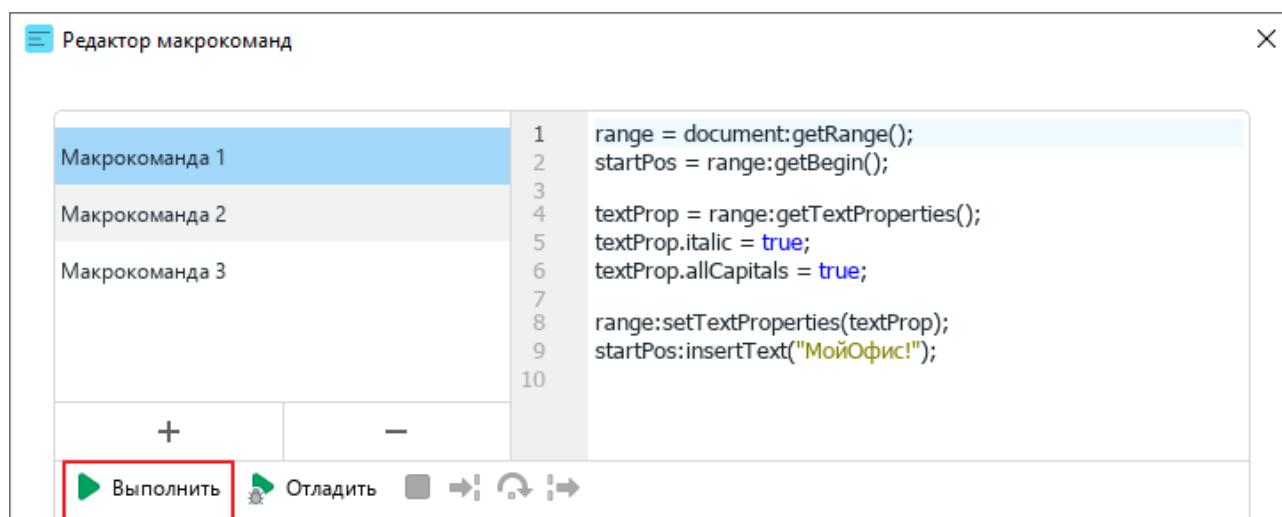 Редактор макрокоманд
Макрокоманда 1
Макрокоманда 2
Макрокоманда 3
1 range = document:getRange();
2 startPos = range:getBegin();
3
4 textProp = range:getTextProperties();
5 textProp.italic = true;
6 textProp.allCapitals = true;
7
8 range:setTextProperties(textProp);
9 startPos:insertText("МойОфис!");
10
+ −
Выполнить Отладить